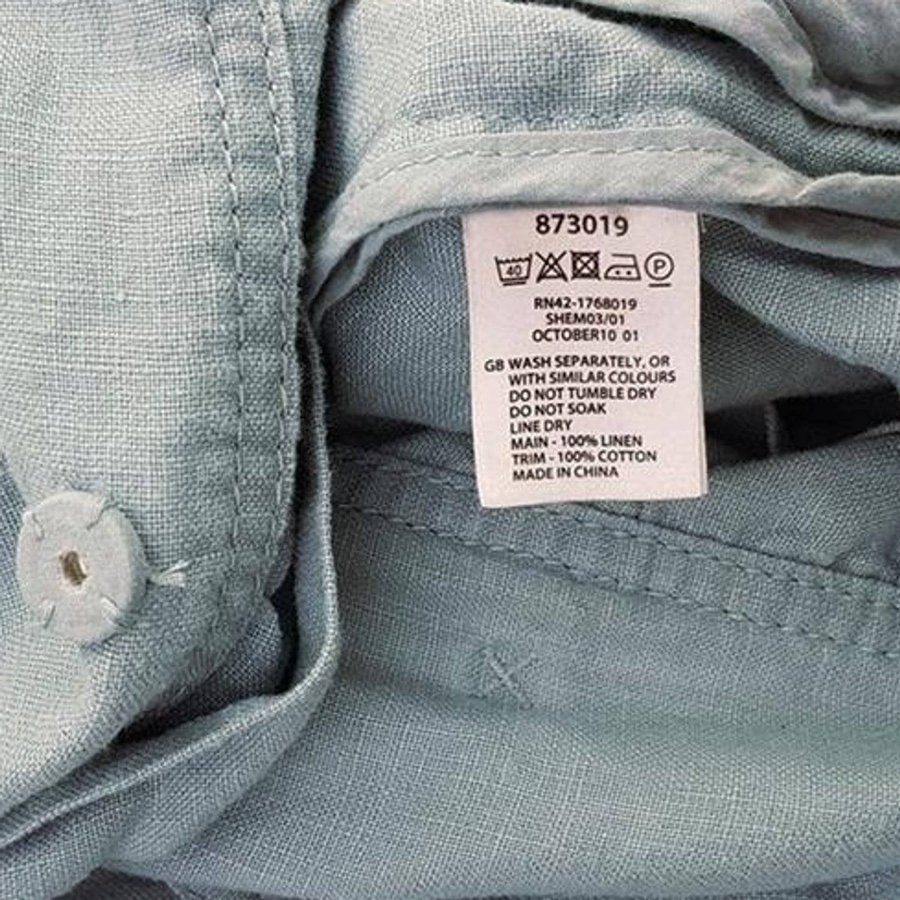 873019
40 P
RN42-1768019
SHEM03/01
OCTOBER10 01
GB WASH SEPARATELY, OR
WITH SIMILAR COLOURS
DO NOT TUMBLE DRY
DO NOT SOAK
LINE DRY
MAIN - 100% LINEN
TRIM - 100% COTTON
MADE IN CHINA